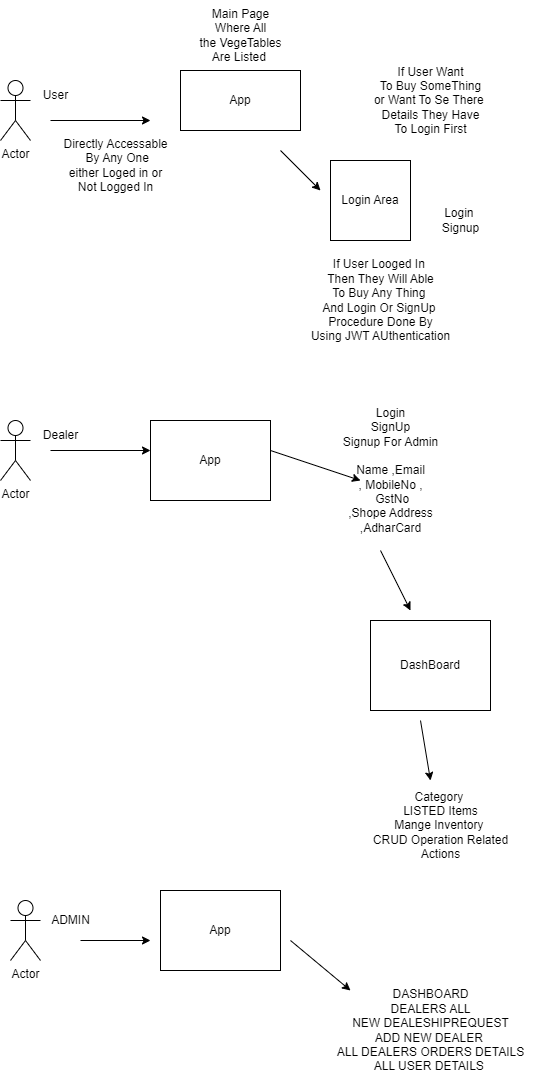 Main Page
Where All
the VegeTables
Are Listed
App
User
Actor
Directly Accessable
By Any One
either Loged in or
Not Logged In
If User Want
To Buy SomeThing
or Want To Se There
Details They Have
To Login First
Login Area
Login
Signup
If User Looged In
Then They Will Able
To Buy Any Thing
And Login Or SignUp
Procedure Done By
Using JWT AUthentication
Dealer
Actor
App
Login
SignUp
Signup For Admin
Name ,Email
, MobileNo ,
GstNo
,Shope Address
,AdharCard
DashBoard
Category
LISTED Items
Mange Inventory
CRUD Operation Related
Actions
ADMIN
Actor
App
DASHBOARD
DEALERS ALL
NEW DEALESHIPREQUEST
ADD NEW DEALER
ALL DEALERS ORDERS DETAILS
ALL USER DETAILS